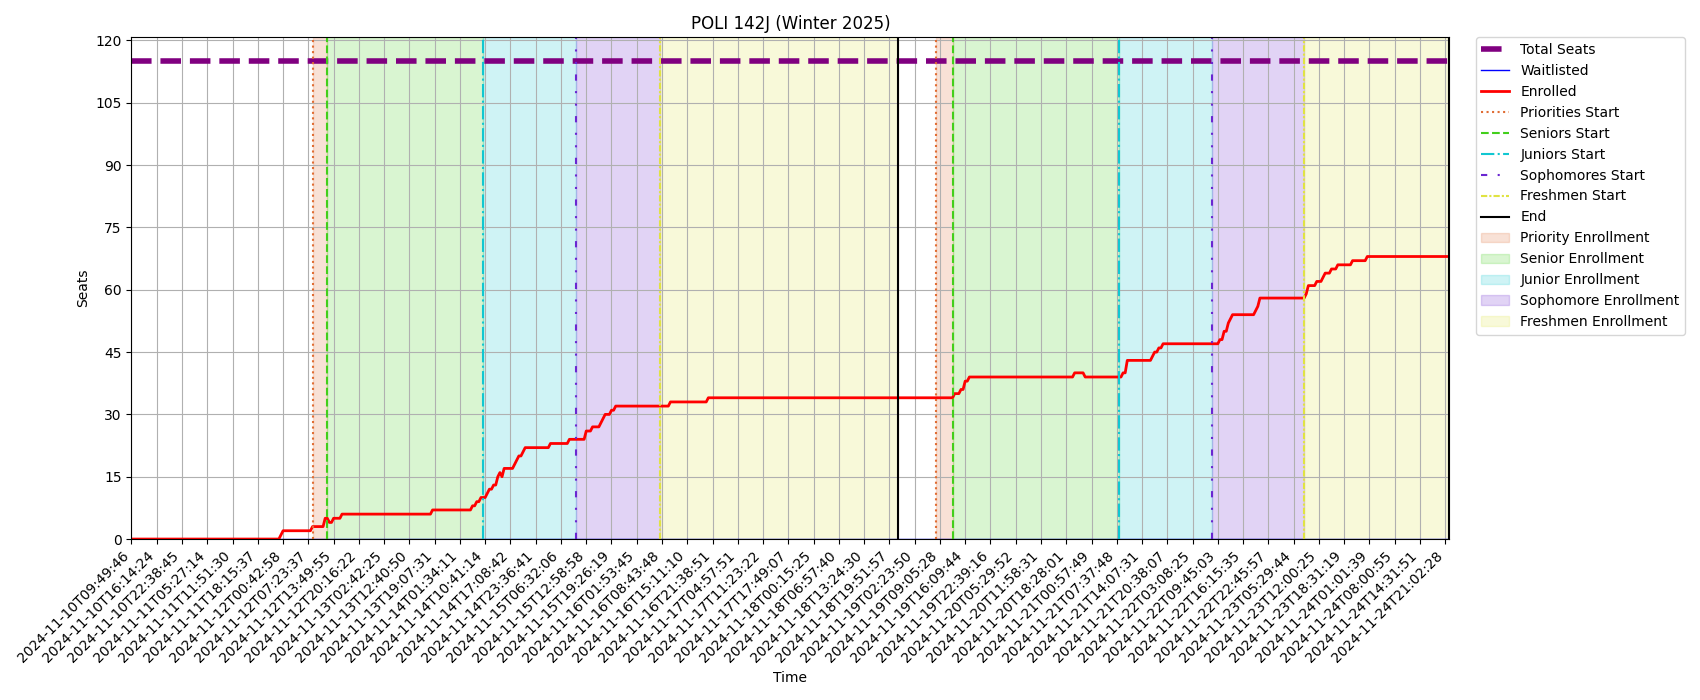 POLI 142J (Winter 2025)
120
105
90
75
60
45
30
15
0
Seats
2024-11-10T09:49:46
2024-11-10T16:14:24
2024-11-10T22:38:45
2024-11-11T05:27:14
2024-11-11T11:51:30
2024-11-11T18:15:37
2024-11-12T00:42:58
2024-11-12T07:23:37
2024-11-12T13:49:55
2024-11-12T20:16:22
2024-11-13T02:42:25
2024-11-13T12:40:50
2024-11-13T19:07:31
2024-11-14T01:34:11
2024-11-14T10:41:14
2024-11-14T17:08:42
2024-11-14T23:36:41
2024-11-15T06:32:06
2024-11-15T12:58:58
2024-11-15T19:26:19
2024-11-16T01:53:45
2024-11-16T08:43:48
2024-11-16T15:11:10
2024-11-16T21:38:51
2024-11-17T04:57:51
2024-11-17T11:23:22
2024-11-17T17:49:07
2024-11-18T00:15:25
2024-11-18T06:57:40
2024-11-18T13:24:30
2024-11-18T19:51:57
2024-11-19T02:23:50
2024-11-19T09:05:28
2024-11-19T16:09:44
2024-11-19T22:39:16
2024-11-20T05:29:52
2024-11-20T11:58:31
2024-11-20T18:28:01
2024-11-21T00:57:49
2024-11-21T07:37:48
2024-11-21T14:07:31
2024-11-21T20:38:07
2024-11-22T03:08:25
2024-11-22T09:45:03
2024-11-22T16:15:35
2024-11-22T22:45:57
2024-11-23T05:29:44
2024-11-23T12:00:25
2024-11-23T18:31:19
2024-11-24T01:01:39
2024-11-24T08:00:55
2024-11-24T14:31:51
2024-11-24T21:02:28
Time
Total Seats
Waitlisted
Enrolled
Priorities Start
Seniors Start
Juniors Start
Sophomores Start
Freshmen Start
End
Priority Enrollment
Senior Enrollment
Junior Enrollment
Sophomore Enrollment
Freshmen Enrollment